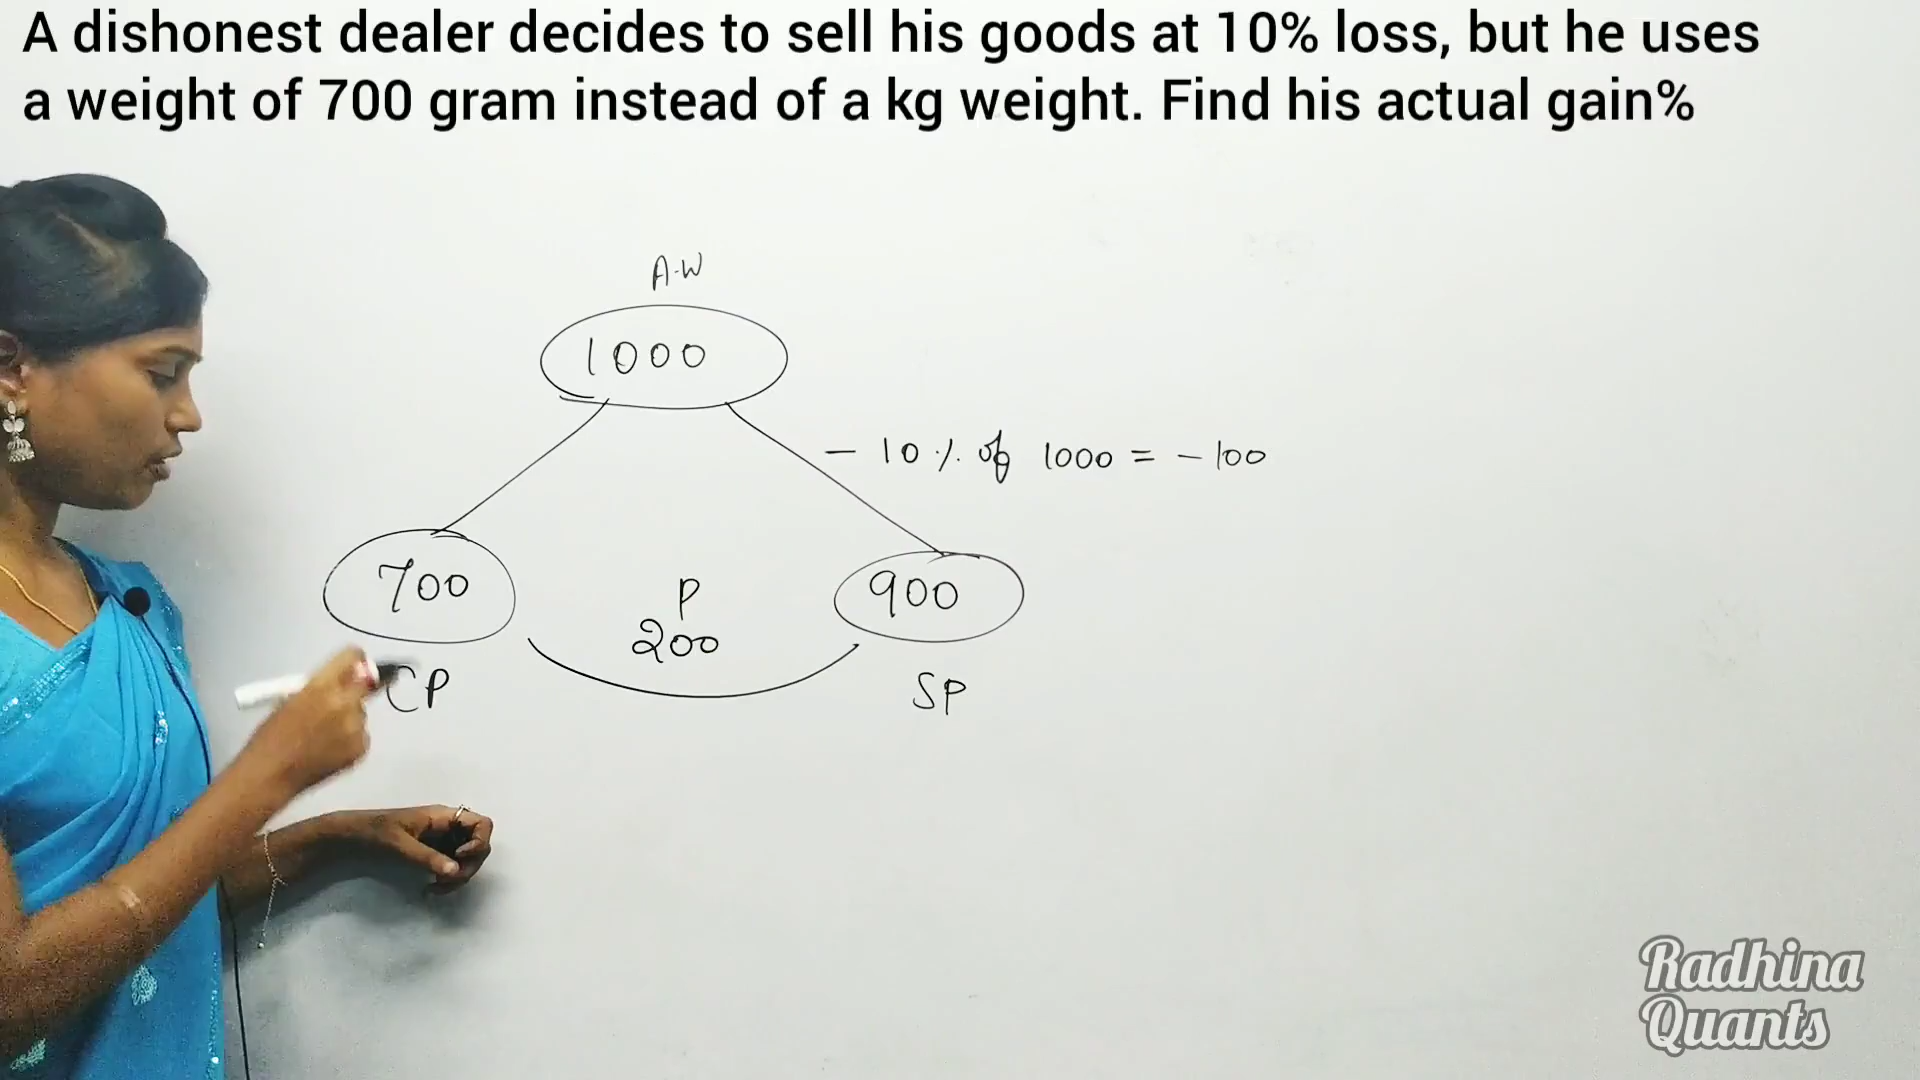 A dishonest dealer decides to sell his goods at 10% loss, but he uses
a weight of 700 gram instead of a kg weight. Find his actual gain%
A.W
1000
- 10 % of 1000 = - 100
700
P
200
900
CP
SP
Radhina
Quants